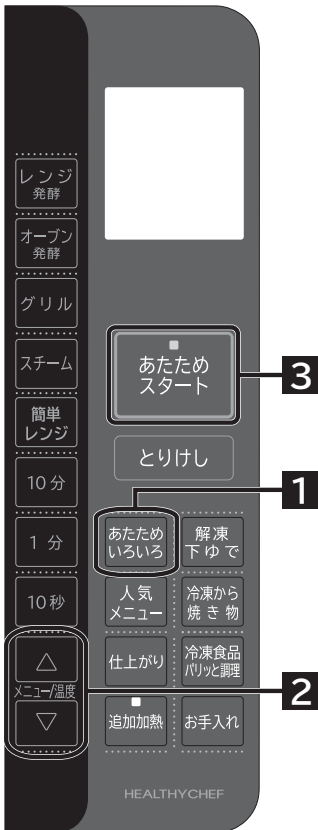 レンジ
発酵
オーブン
発酵
グリル
スチーム
簡単
レンジ
10分
1分
10秒
△
メニュー/温度
▽
あたため
スタート
3
とりけし
1
あたため
いろいろ
解凍
下ゆで
人気
メニュー
冷凍から
焼き物
仕上がり
冷凍食品
パリッと調理
2
追加加熱
お手入れ
HEALTHYCHEF